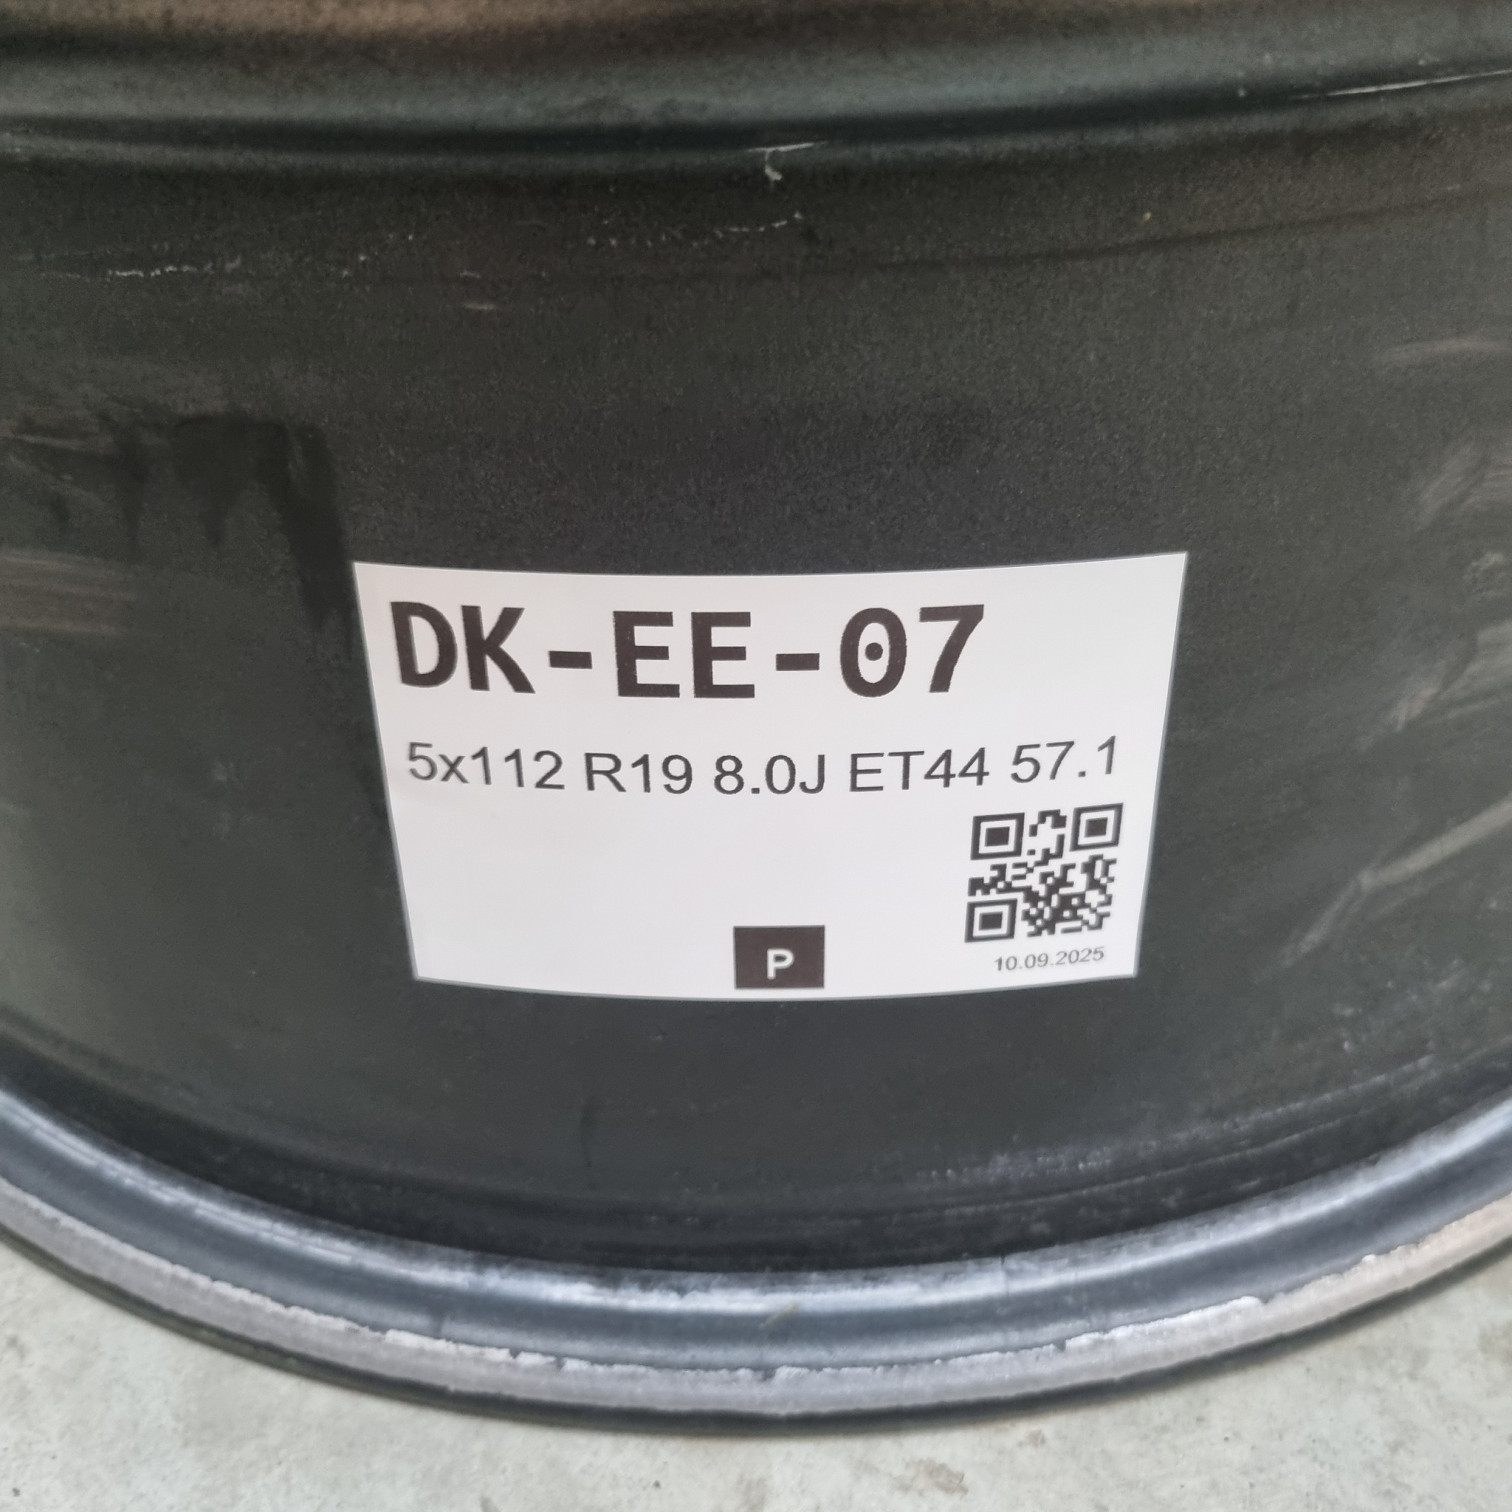 DK-EE-07
5x112 R19 8.0J ET44 57.1
P
10.09.2025